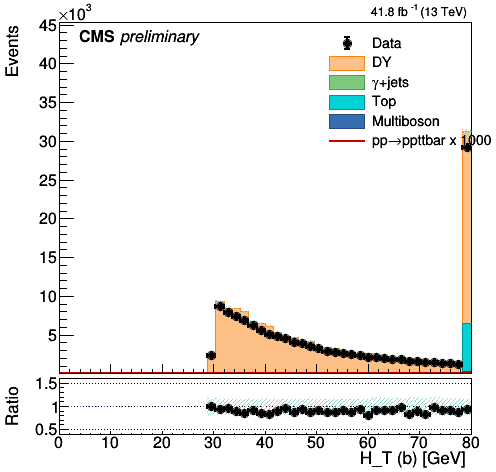 ×10³
41.8 fb⁻¹ (13 TeV)
CMS preliminary
Events
Data
DY
γ+jets
Top
Multiboson
pp→ppttbar x 1000
45
40
35
30
25
20
15
10
5
Ratio
1.5
1
0.5
0 10 20 30 40 50 60 70 80
H_T (b) [GeV]